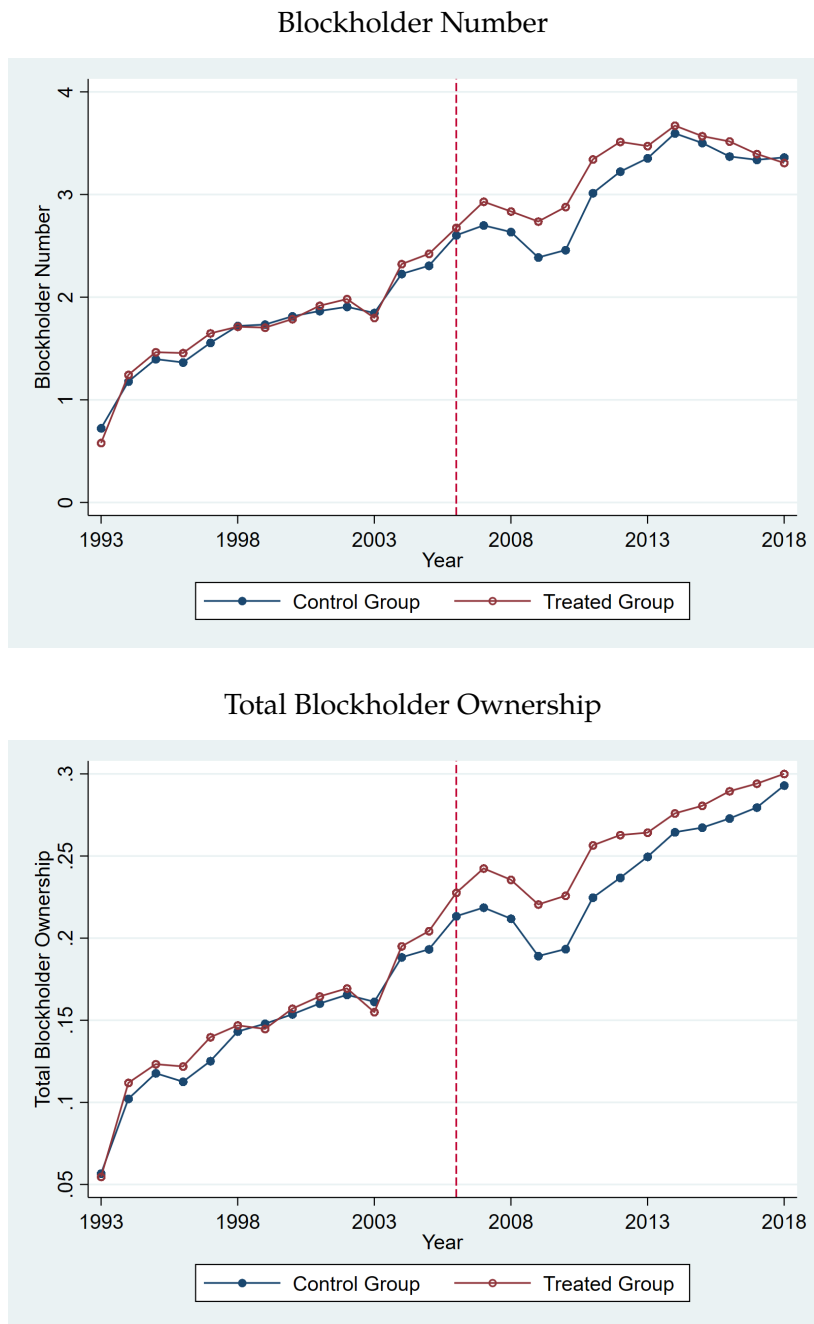 Blockholder Number
4
3
2
1
0
Blockholder Number
1993 1998 2003 2008 2013 2018
Year
Control Group Treated Group
Total Blockholder Ownership
.3
.25
.2
.15
.1
.05
Total Blockholder Ownership
1993 1998 2003 2008 2013 2018
Year
Control Group Treated Group